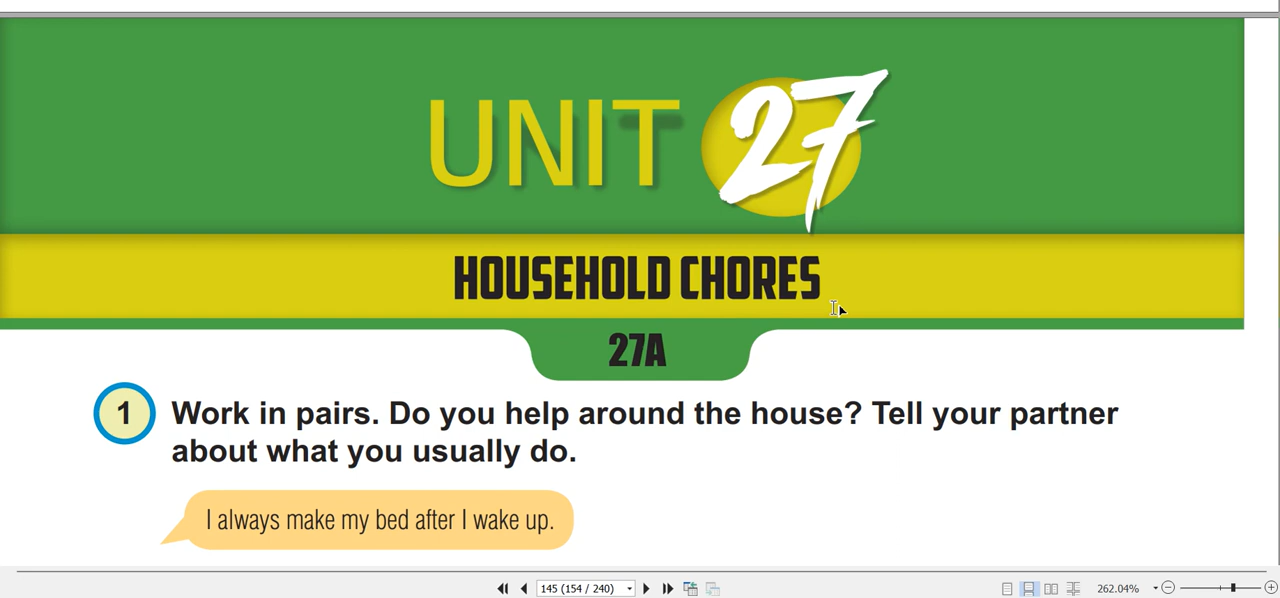 UNIT 27
HOUSEHOLD CHORES
27A
1 Work in pairs. Do you help around the house? Tell your partner
about what you usually do.
I always make my bed after I wake up.
145 (154 / 240)
262.04%